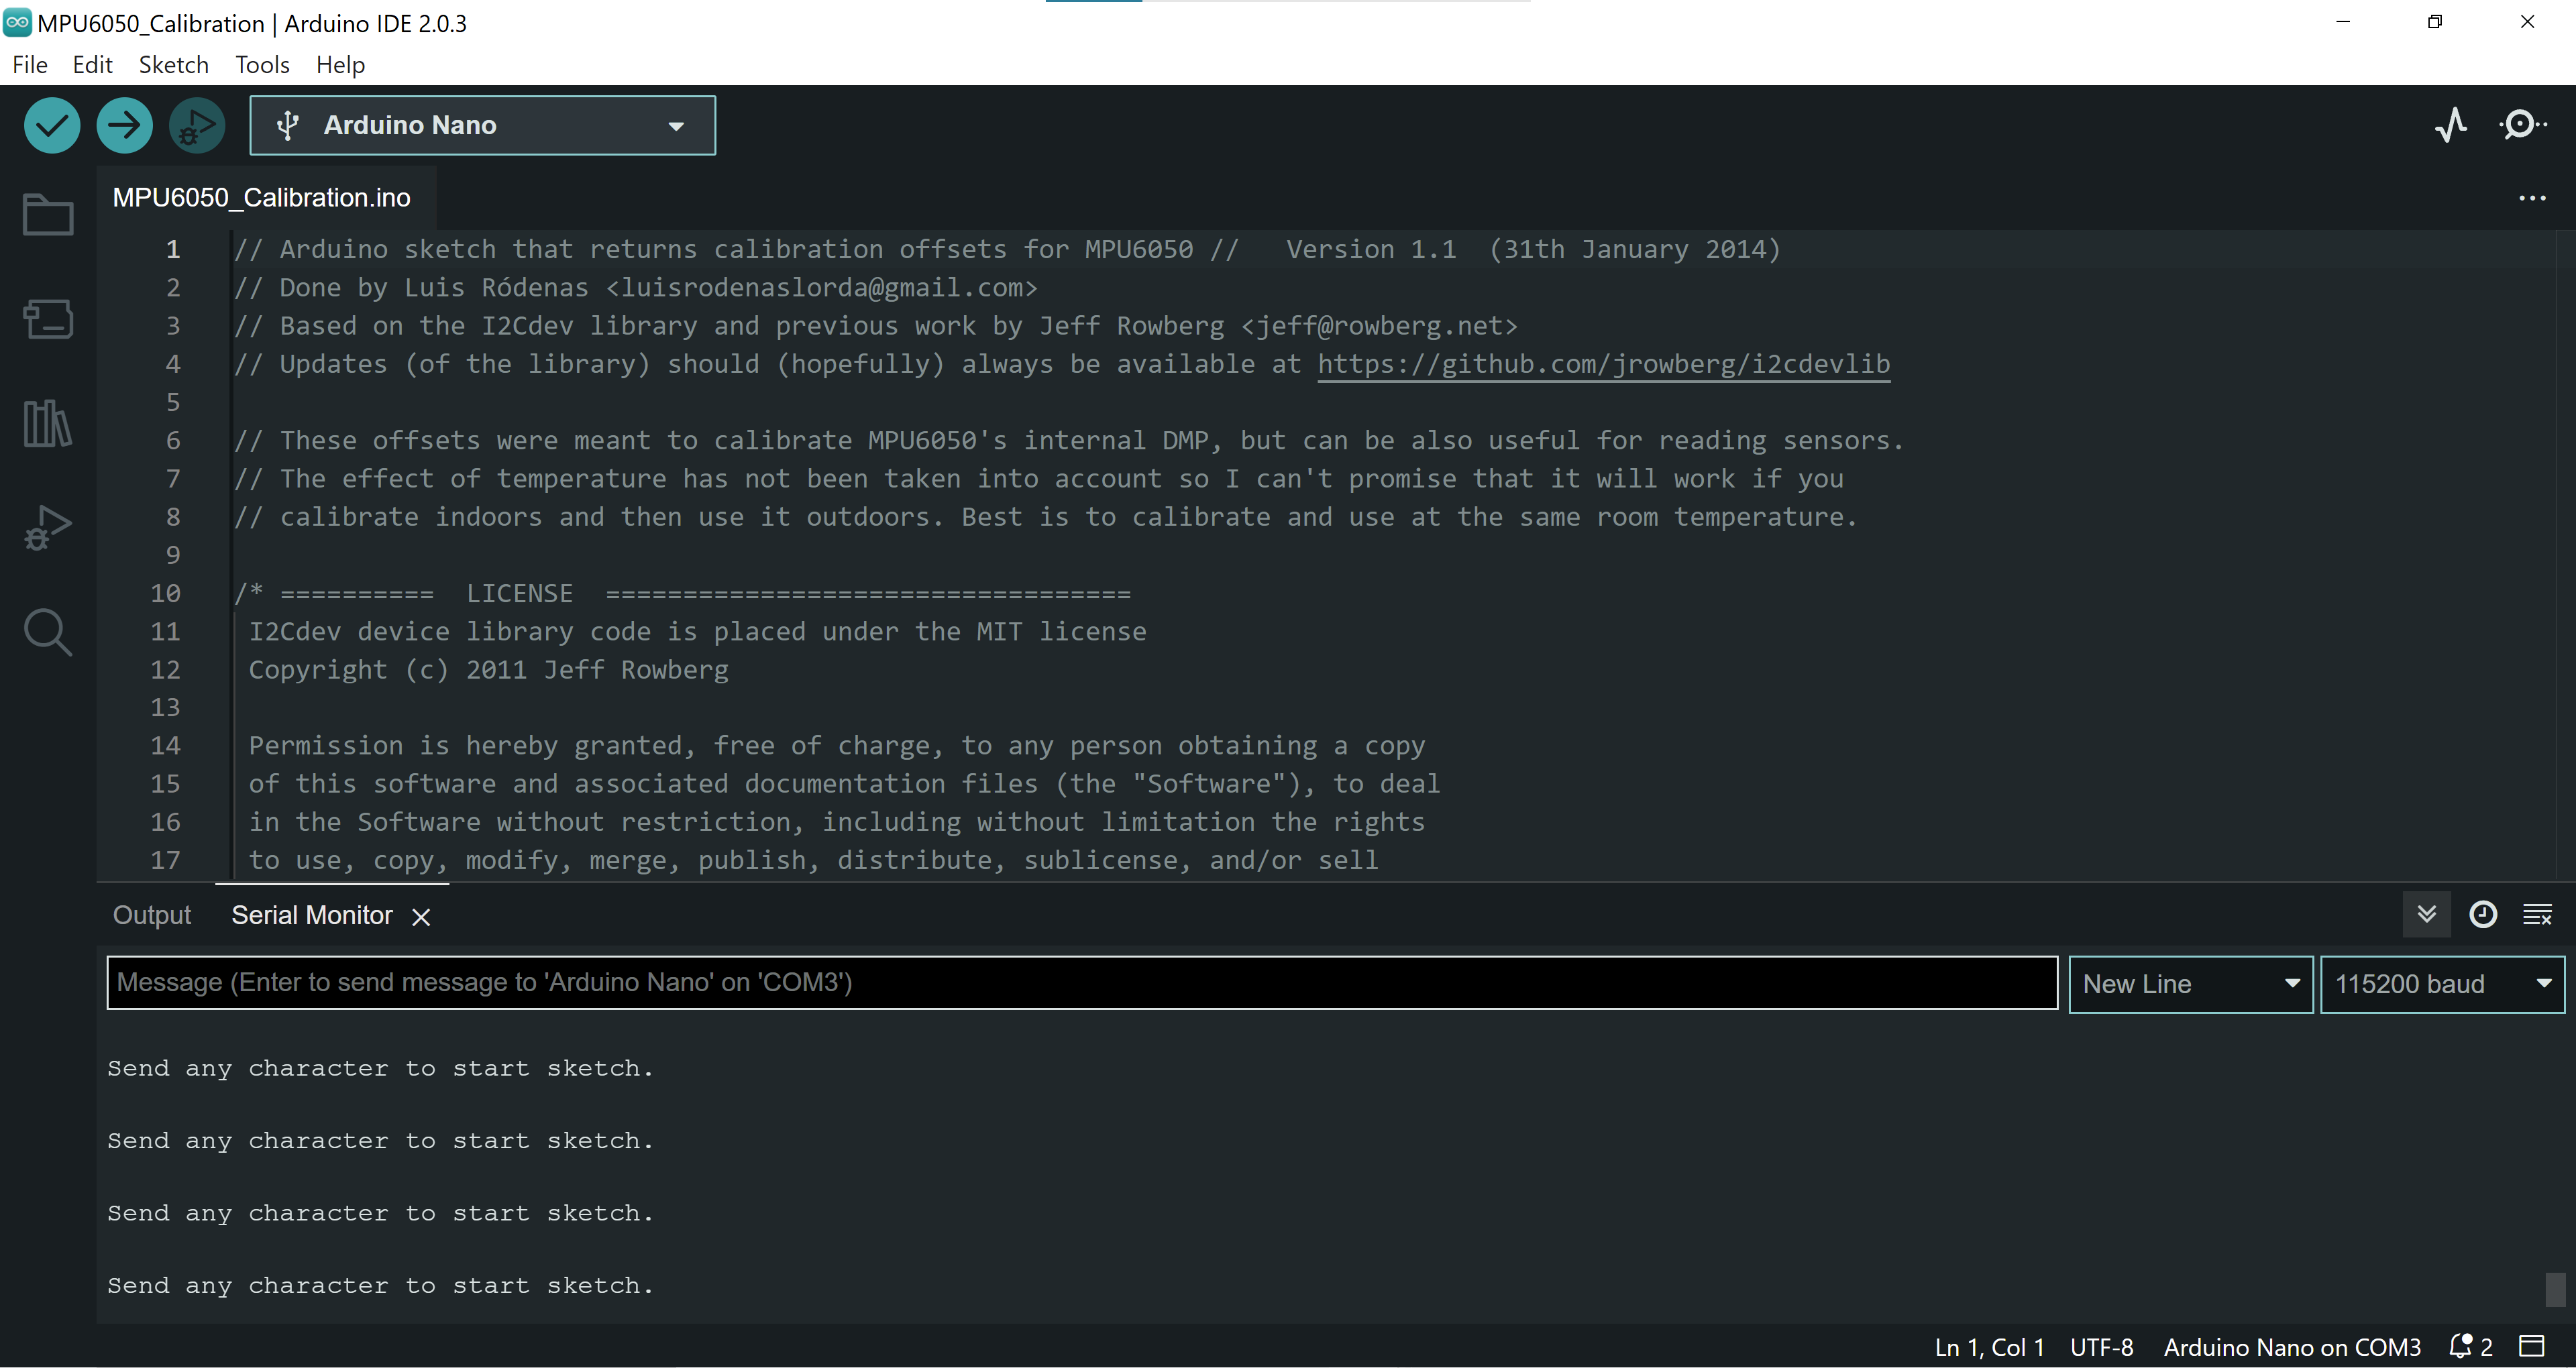 MPU6050_Calibration | Arduino IDE 2.0.3
File Edit Sketch Tools Help
Arduino Nano
MPU6050_Calibration.ino
1 // Arduino sketch that returns calibration offsets for MPU6050 //   Version 1.1  (31th January 2014)
2 // Done by Luis Ródenas <luisrodenaslorda@gmail.com>
3 // Based on the I2Cdev library and previous work by Jeff Rowberg <jeff@rowberg.net>
4 // Updates (of the library) should (hopefully) always be available at https://github.com/jrowberg/i2cdevlib
5
6 // These offsets were meant to calibrate MPU6050's internal DMP, but can be also useful for reading sensors.
7 // The effect of temperature has not been taken into account so I can't promise that it will work if you
8 // calibrate indoors and then use it outdoors. Best is to calibrate and use at the same room temperature.
9
10 /* ==========  LICENSE  ==================================
11 I2Cdev device library code is placed under the MIT license
12 Copyright (c) 2011 Jeff Rowberg
13
14 Permission is hereby granted, free of charge, to any person obtaining a copy
15 of this software and associated documentation files (the "Software"), to deal
16 in the Software without restriction, including without limitation the rights
17 to use, copy, modify, merge, publish, distribute, sublicense, and/or sell
Output Serial Monitor
Message (Enter to send message to 'Arduino Nano' on 'COM3') New Line 115200 baud
Send any character to start sketch.
Send any character to start sketch.
Send any character to start sketch.
Send any character to start sketch.
Ln 1, Col 1 UTF-8 Arduino Nano on COM3 2